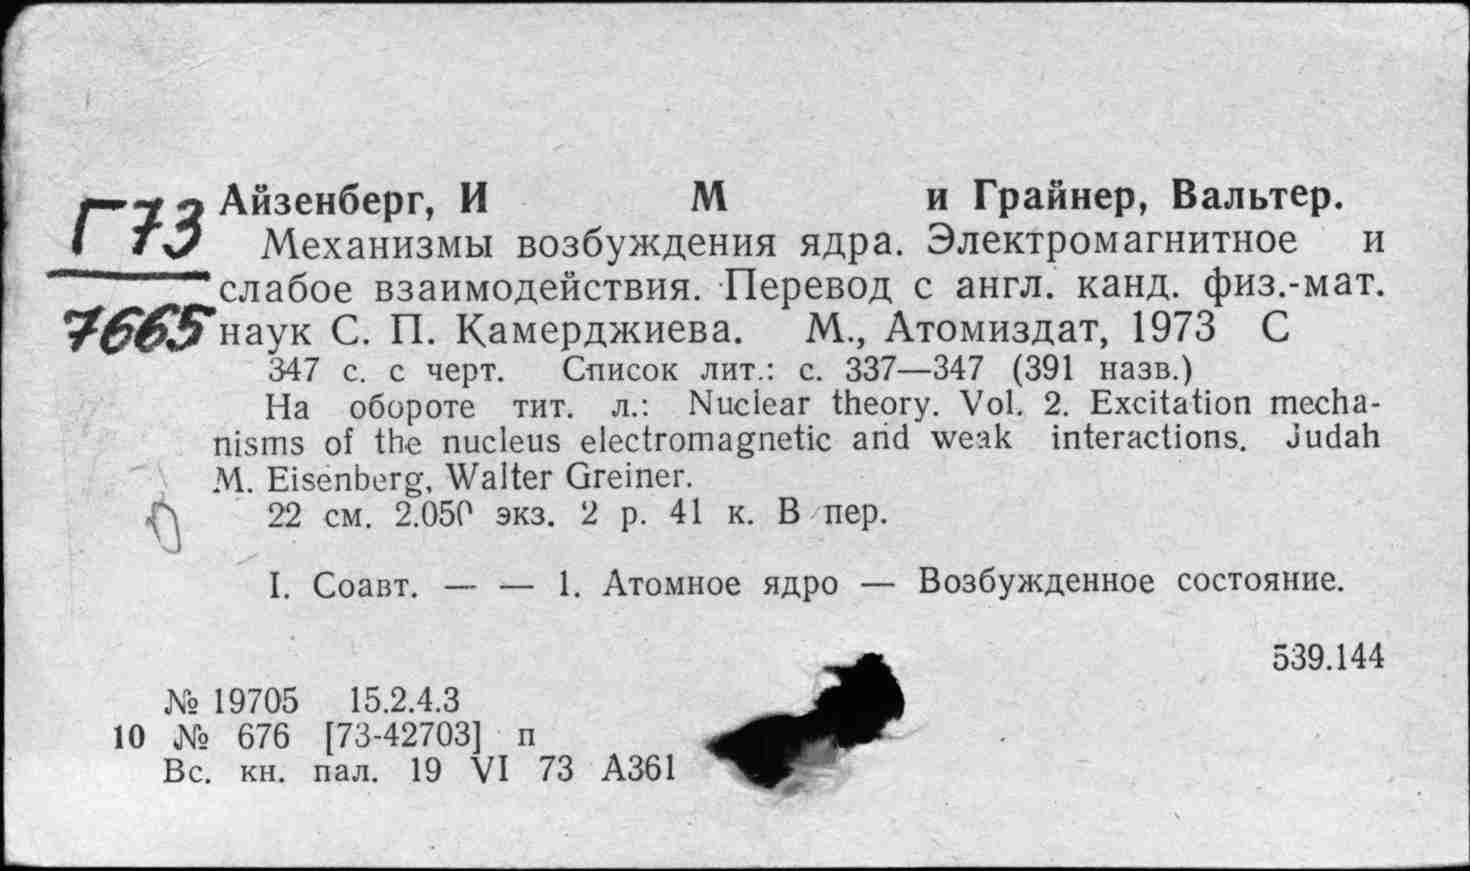 Г73
7665
Айзенберг, И М и Грайнер, Вальтер.
Механизмы возбуждения ядра. Электромагнитное и
слабое взаимодействия. Перевод с англ. канд. физ.-мат.
наук С. П. Камерджиева. М., Атомиздат, 1973 С
347 с. с черт. Список лит.: с. 337—347 (391 назв.)
На обороте тит. л.: Nuclear theory. Vol. 2. Excitation mecha-
nisms of the nucleus electromagnetic and weak interactions. Judah
M. Eisenberg, Walter Greiner.
22 см. 2.050 экз. 2 р. 41 к. В пер.
I. Соавт. — — 1. Атомное ядро — Возбужденное состояние.
539.144
№ 19705 15.2.4.3
10 № 676 [73-42703] п
Вс. кн. пал. 19 VI 73 А361